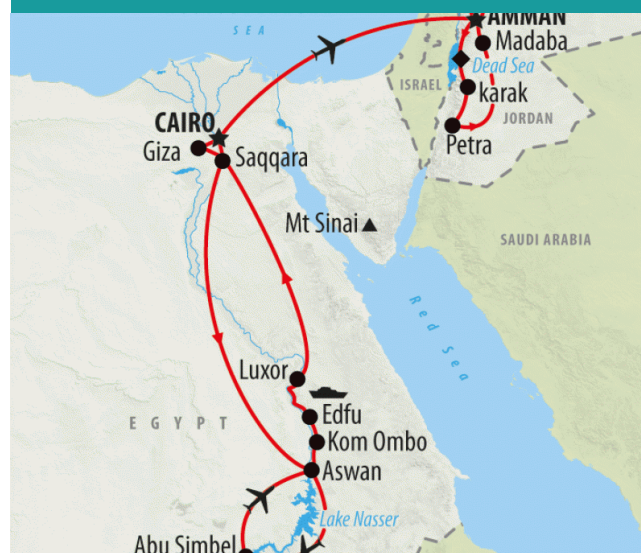 SEA
AMMAN
Madaba
Dead Sea
ISRAEL
karak
JORDAN
Petra
CAIRO
Giza
Saqqara
Mt Sinai
SAUDI ARABIA
Red Sea
Luxor
Edfu
EGYPT
Kom Ombo
Aswan
Lake Nasser
Abu Simbel